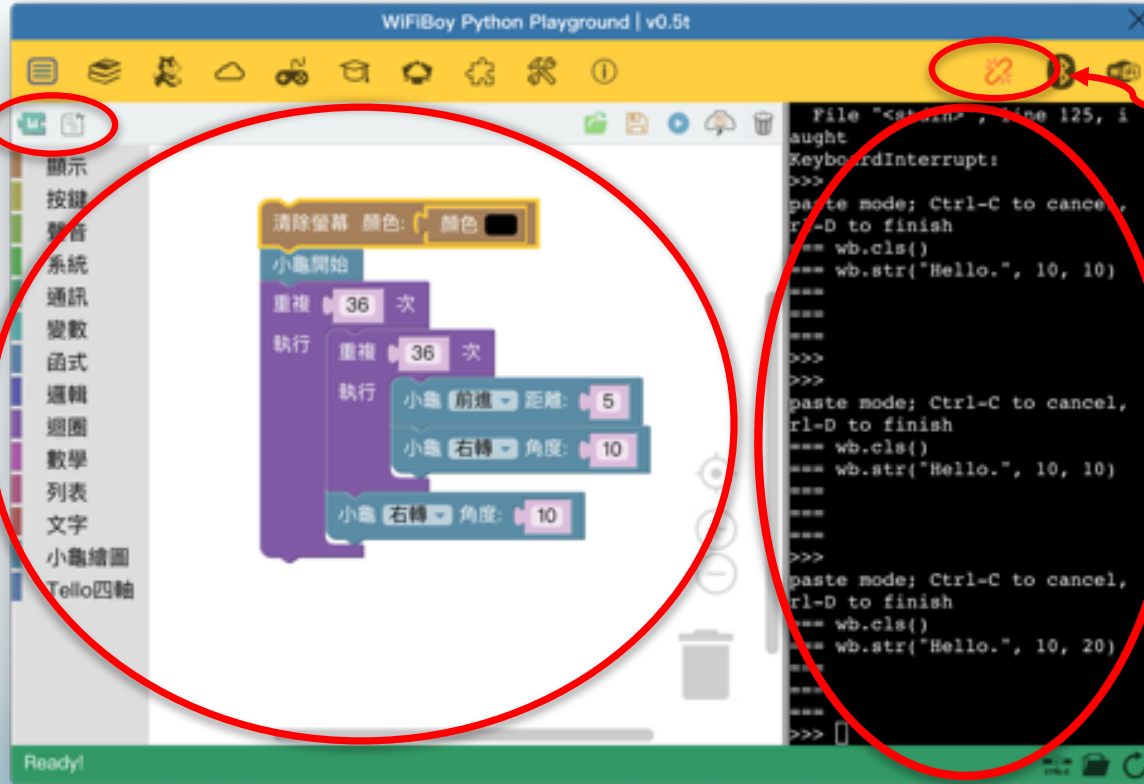 WiFiBoy Python Playground | v0.5t
顯示
按鍵
聲音
系統
通訊
變數
函式
邏輯
迴圈
數學
列表
文字
小龜繪圖
Tello四軸
清除螢幕 顏色: 顏色
小龜開始
重複 36 次
執行
重複 36 次
執行
小龜 前進 距離: 5
小龜 右轉 角度: 10
小龜 右轉 角度: 10
File "<stdin>", line 125, i
aught
KeyboardInterrupt:
>>>
paste mode; Ctrl-C to cancel,
rl-D to finish
=== wb.cls()
=== wb.str("Hello.", 10, 10)
===
===
===
>>>
>>>
paste mode; Ctrl-C to cancel,
rl-D to finish
=== wb.cls()
=== wb.str("Hello.", 10, 10)
===
===
===
>>>
paste mode; Ctrl-C to cancel,
rl-D to finish
=== wb.cls()
=== wb.str("Hello.", 10, 20)
===
===
===
>>>
Ready!